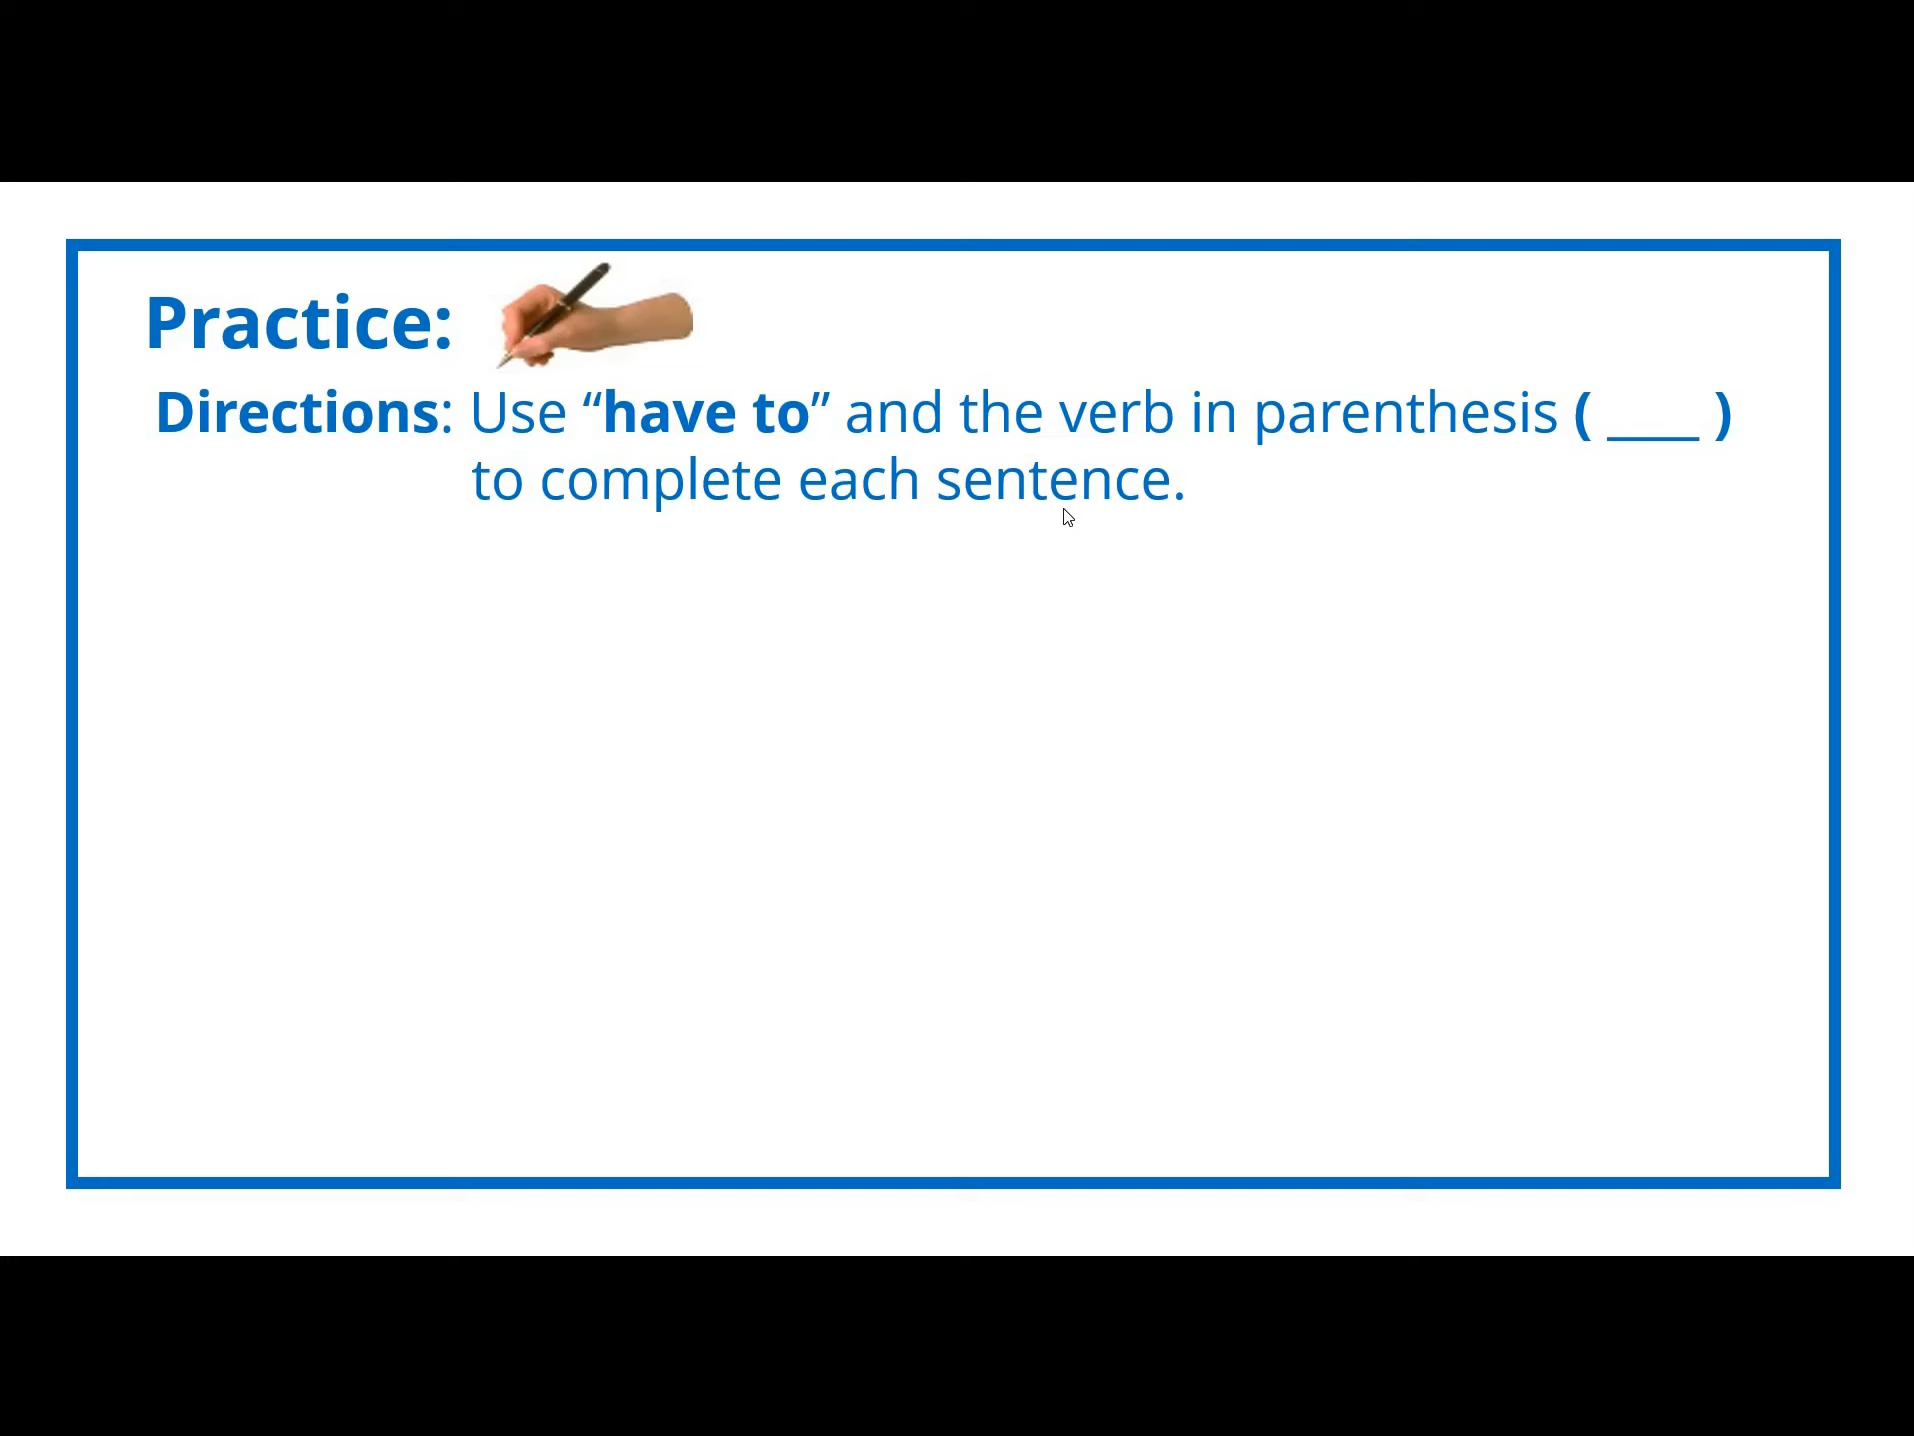 Practice:
Directions: Use “have to” and the verb in parenthesis ( ____ )
to complete each sentence.